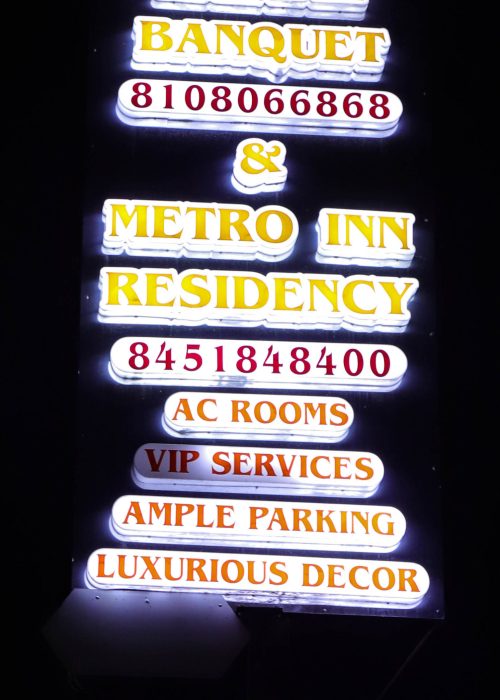 BANQUET
8108066868
&
METRO INN
RESIDENCY
8451848400
AC ROOMS
VIP SERVICES
AMPLE PARKING
LUXURIOUS DECOR